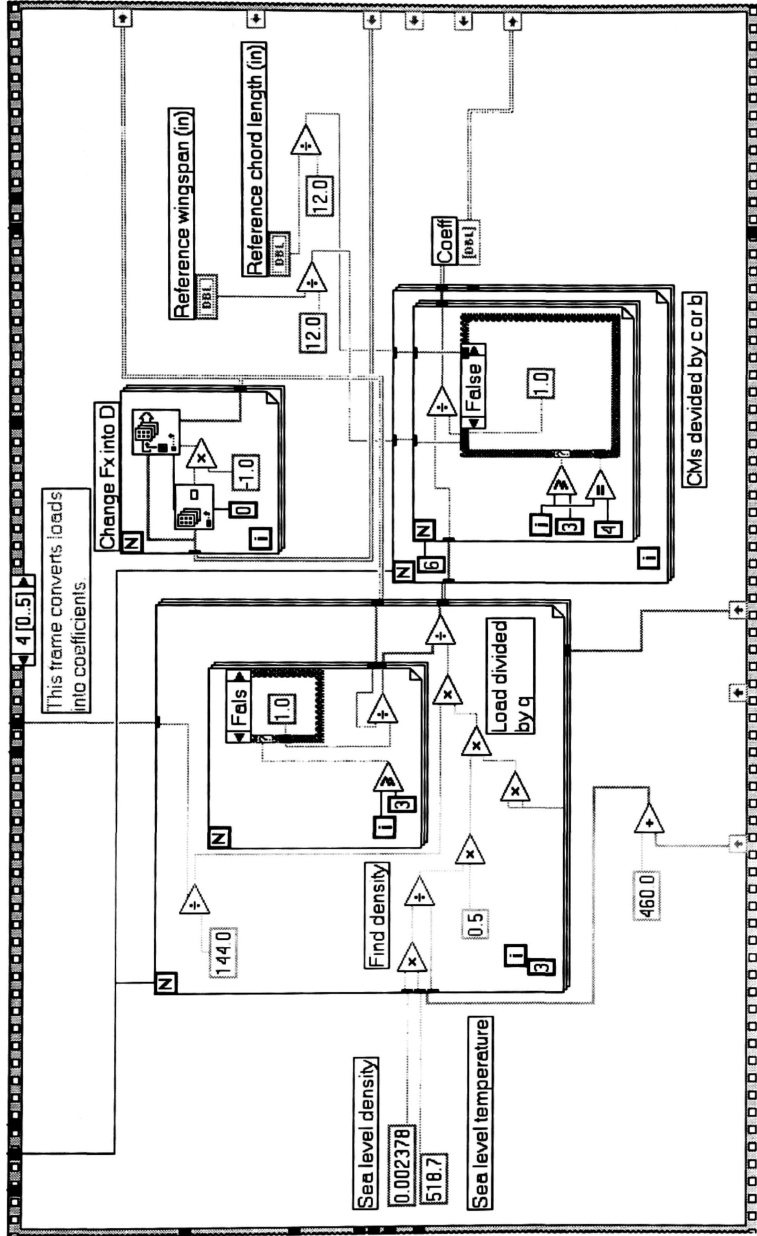 4 [0..5]
This frame converts loads
into coefficients.
Change Fx into D
N
0
-1.0
i
Reference wingspan (in)
DBL
12.0
Reference chord length (in)
DBL
12.0
N
144.0
N
Fals
1.0
i
3
Find density
Sea level density
0.002378
518.7
Sea level temperature
0.5
Load divided
by q
i
3
460.0
N
6
N
False
1.0
i
3
4
i
Coeff
[DBL]
CMs devided by c or b